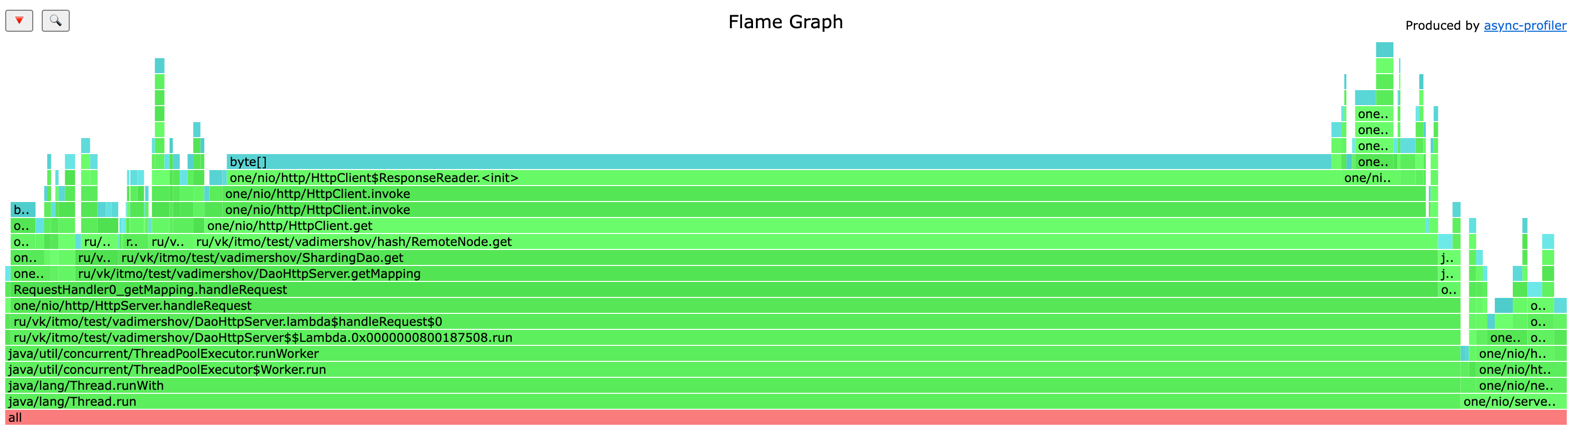 Flame Graph
Produced by async-profiler
one..
one..
one..
byte[] one..
one/nio/http/HttpClient$ResponseReader.<init> one/ni..
one/nio/http/HttpClient.invoke
b.. one/nio/http/HttpClient.invoke
o.. one/nio/http/HttpClient.get
o.. ru/.. r.. ru/v.. ru/vk/itmo/test/vadimershov/hash/RemoteNode.get
on.. ru/v.. ru/vk/itmo/test/vadimershov/ShardingDao.get j..
one.. ru/vk/itmo/test/vadimershov/DaoHttpServer.getMapping j..
RequestHandler0_getMapping.handleRequest o..
one/nio/http/HttpServer.handleRequest o..
ru/vk/itmo/test/vadimershov/DaoHttpServer.lambda$handleRequest$0 o..
ru/vk/itmo/test/vadimershov/DaoHttpServer$$Lambda.0x0000000800187508.run one.. o..
java/util/concurrent/ThreadPoolExecutor.runWorker one/nio/h..
java/util/concurrent/ThreadPoolExecutor$Worker.run one/nio/ht..
java/lang/Thread.runWith one/nio/ne..
java/lang/Thread.run one/nio/serve..
all